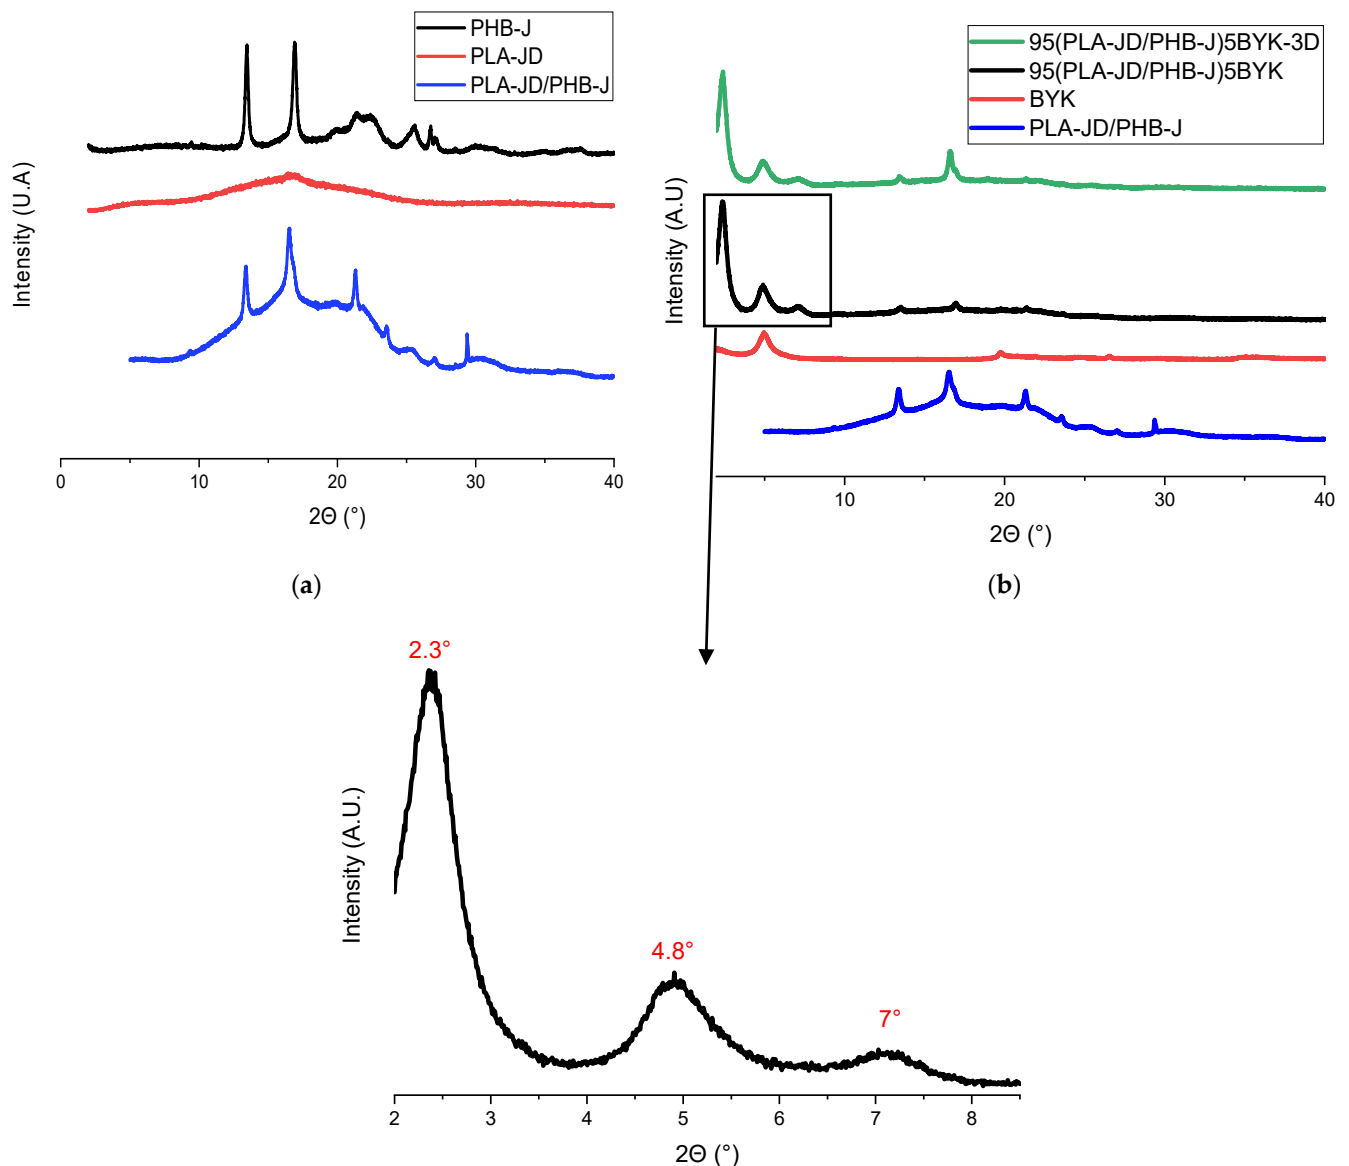 PHB-J
PLA-JD
PLA-JD/PHB-J
Intensity (U.A)
0 10 20 30 40
2Θ (°)
(a)
95(PLA-JD/PHB-J)5BYK-3D
95(PLA-JD/PHB-J)5BYK
BYK
PLA-JD/PHB-J
Intensity (A.U)
10 20 30 40
2Θ (°)
(b)
2.3°
4.8°
7°
Intensity (A.U.)
2 3 4 5 6 7 8
2Θ (°)